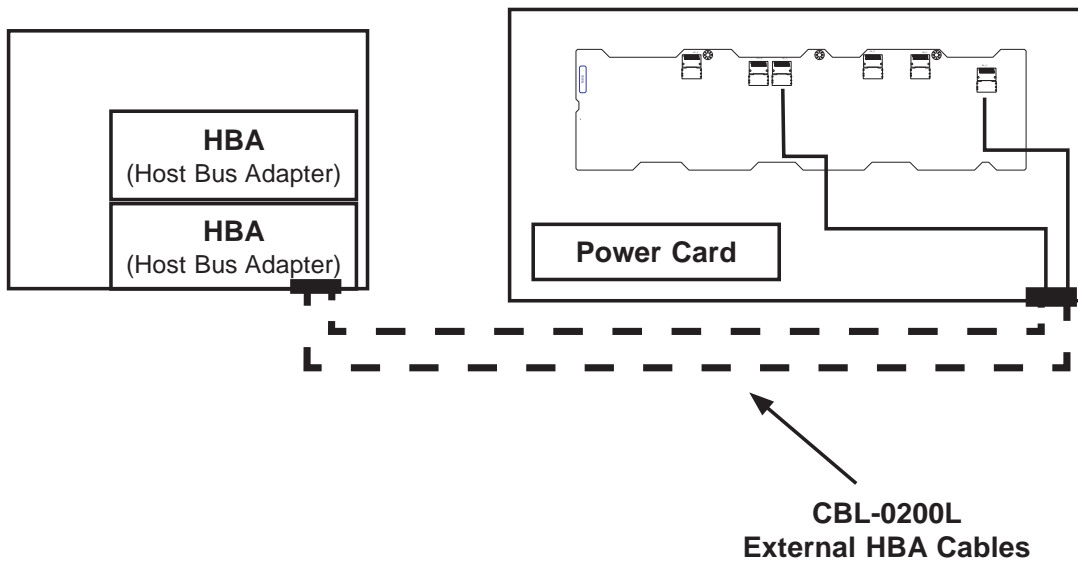 HBA
(Host Bus Adapter)
HBA
(Host Bus Adapter)
Power Card
CBL-0200L
External HBA Cables